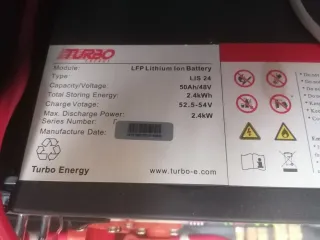 TURBO
ENERGY
Module: LFP Lithium Ion Battery
Type: LIS 24
Capacity/Voltage: 50Ah/48V
Total Storing Energy: 2.4kWh
Charge Voltage: 52.5-54V
Max. Discharge Power: 2.4kW
Series Number:
Manufacture Date:
Turbo Energy www.turbo-e.com